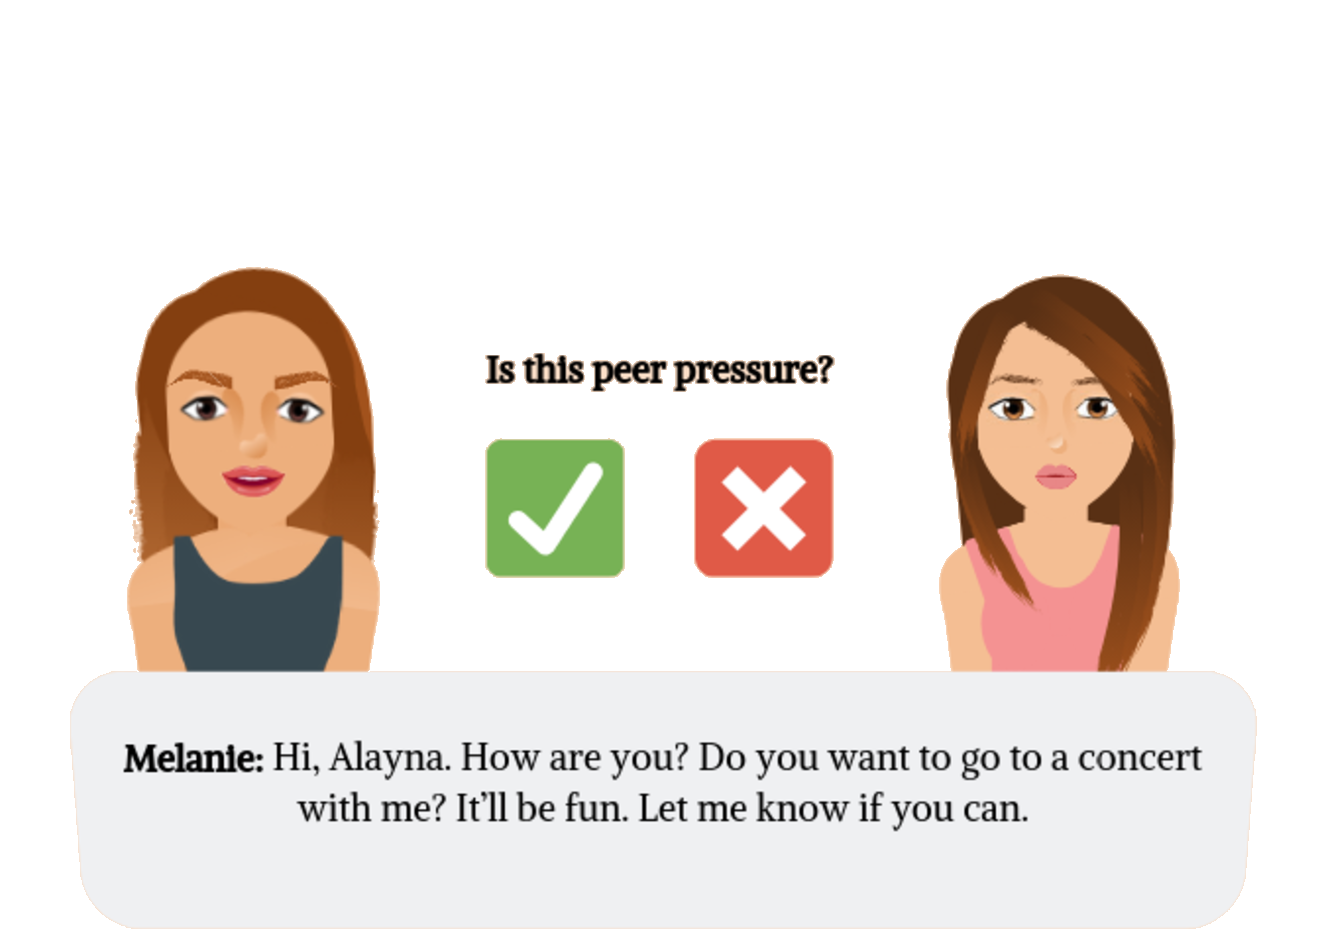 Is this peer pressure?
Melanie: Hi, Alayna. How are you? Do you want to go to a concert
with me? It’ll be fun. Let me know if you can.